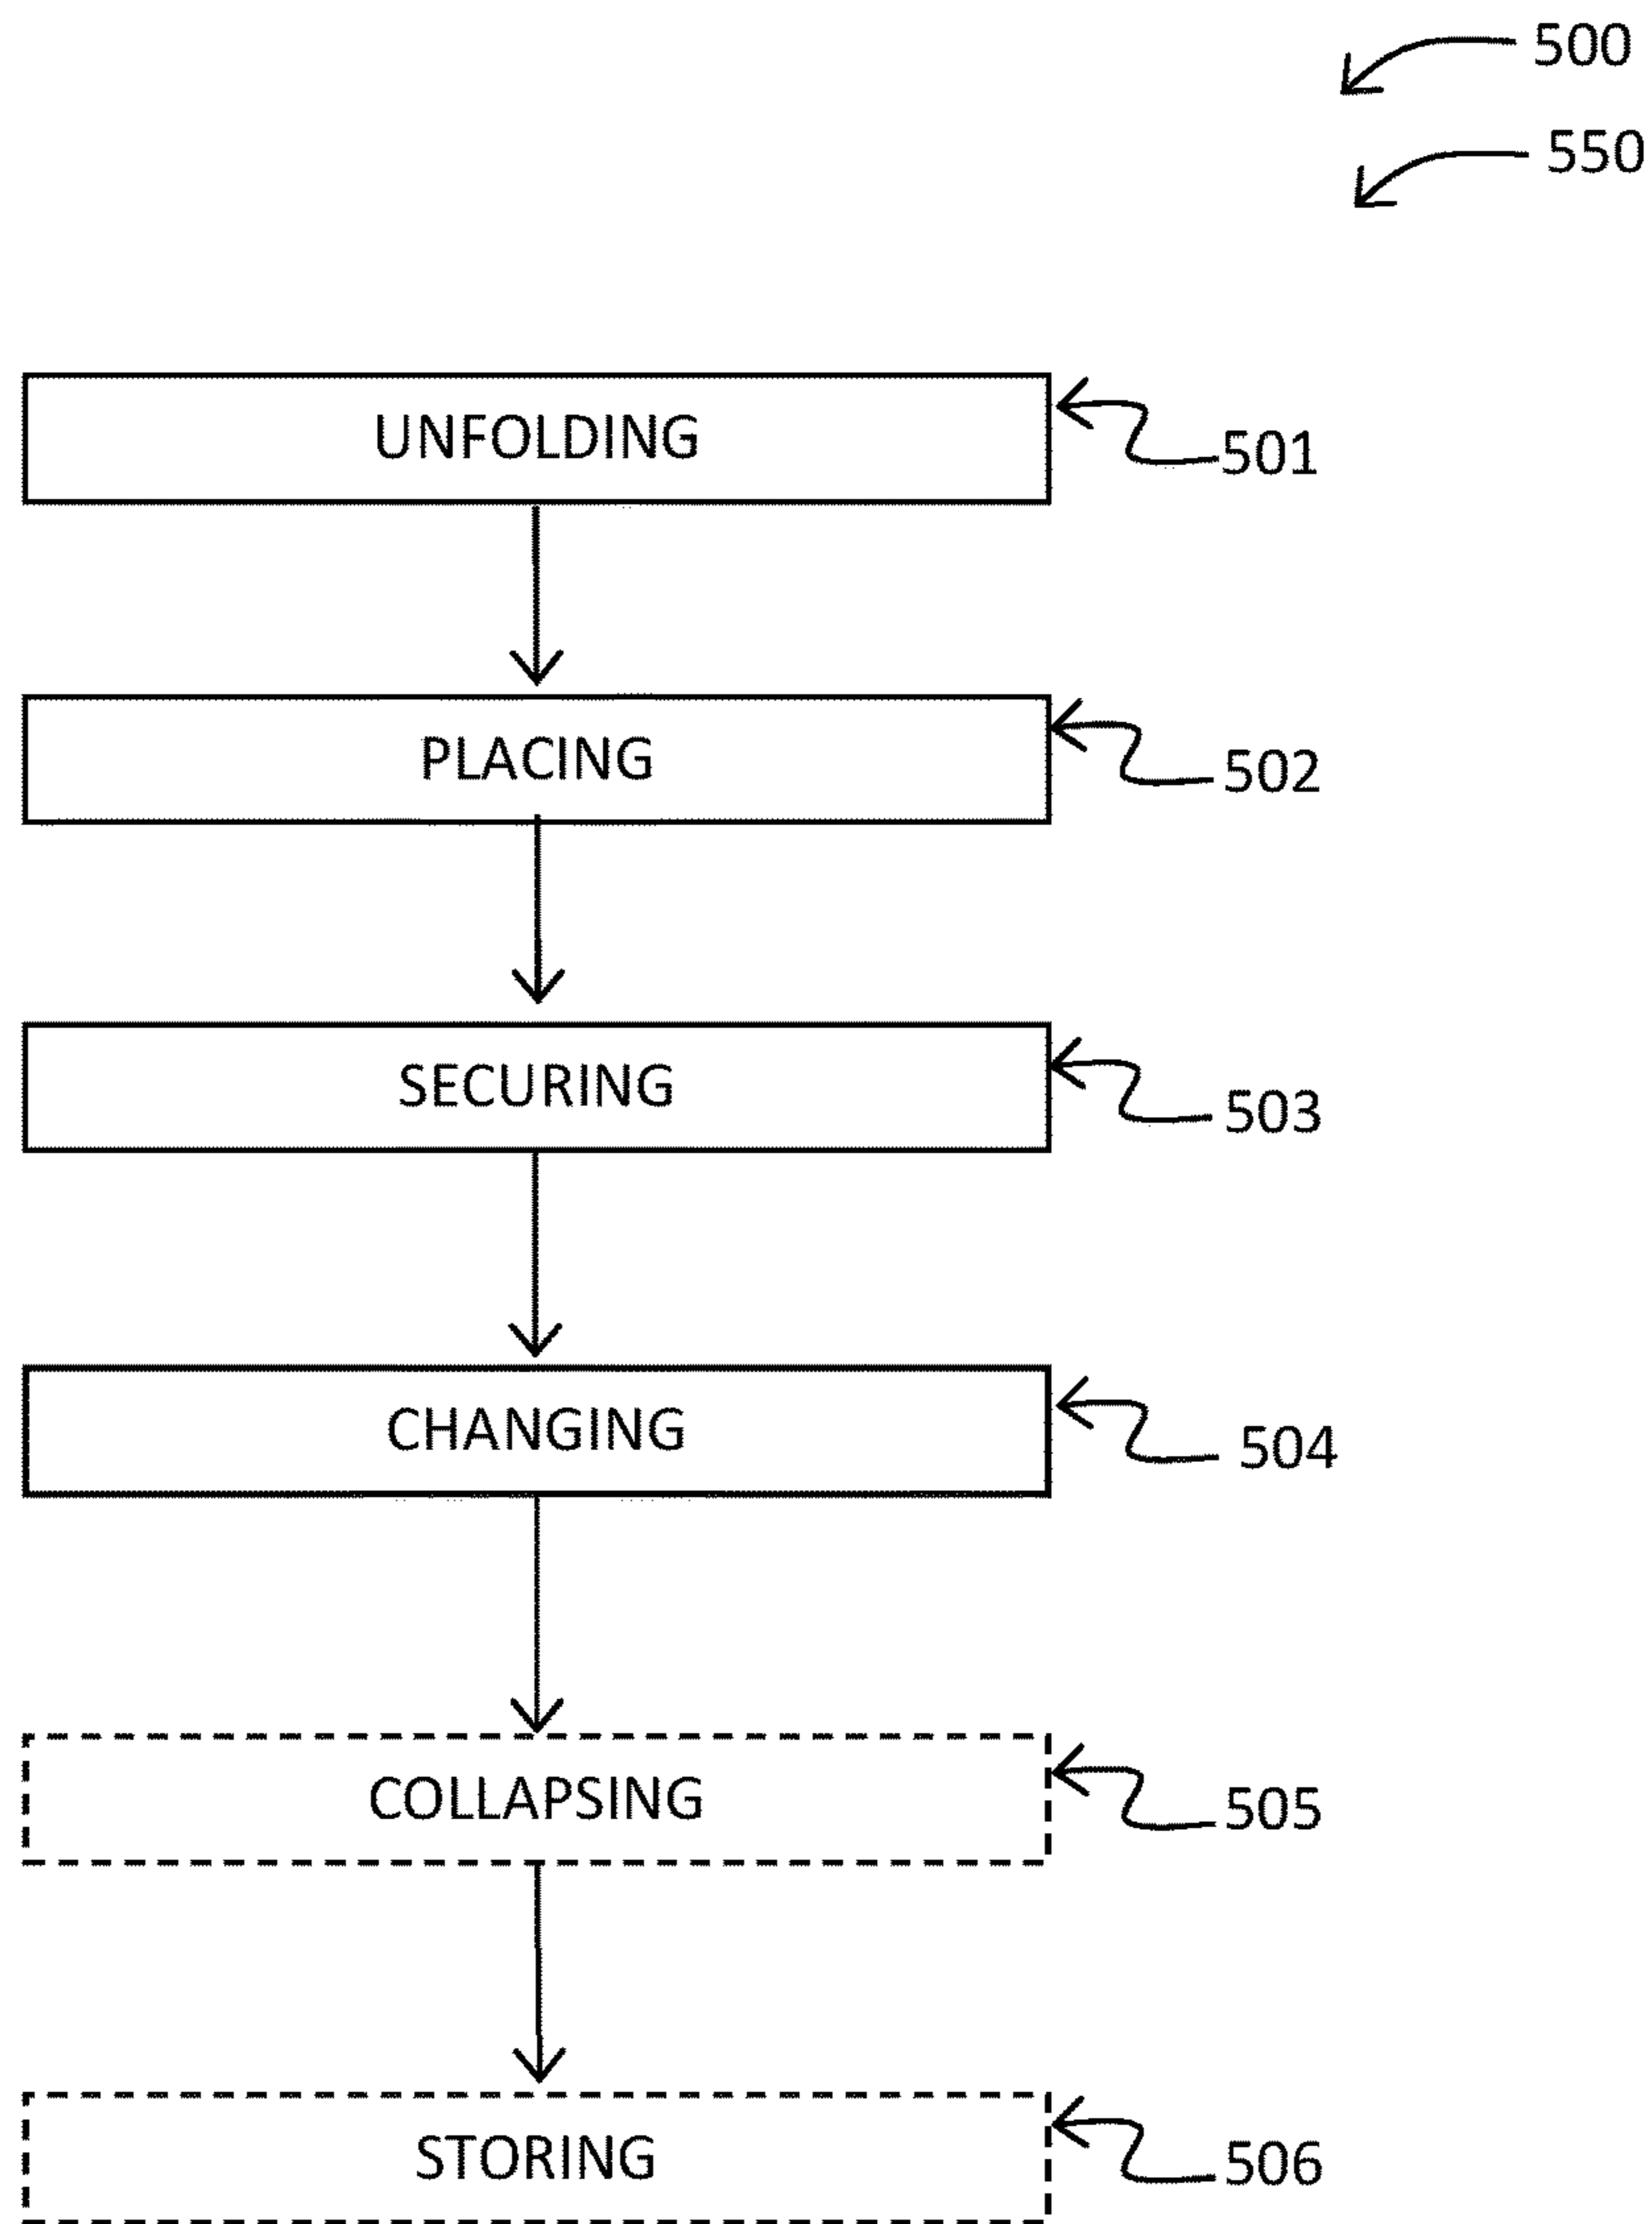 500
550
UNFOLDING
501
PLACING
502
SECURING
503
CHANGING
504
COLLAPSING
505
STORING
506